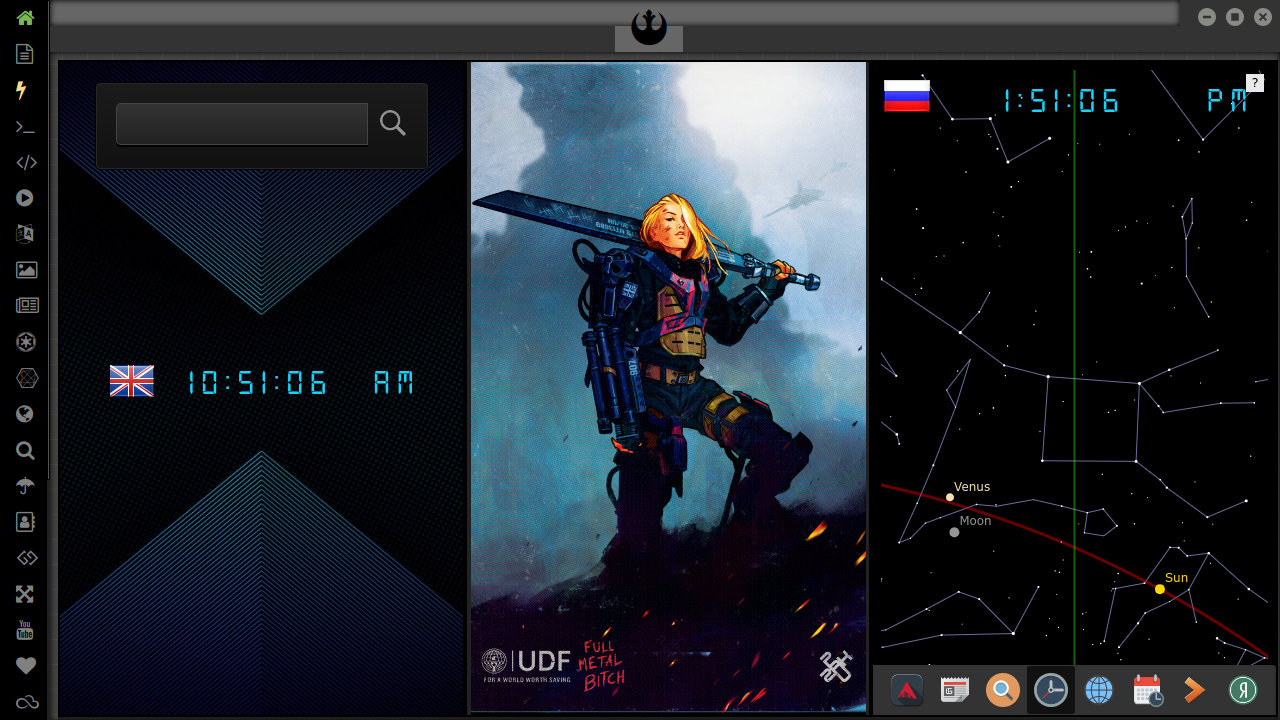 1:51:06 PM
?
10:51:06 AM
Venus
Moon
Sun
UDF
FOR A WORLD WORTH SAVING
FULL
METAL
BITCH
You
Tube
Я